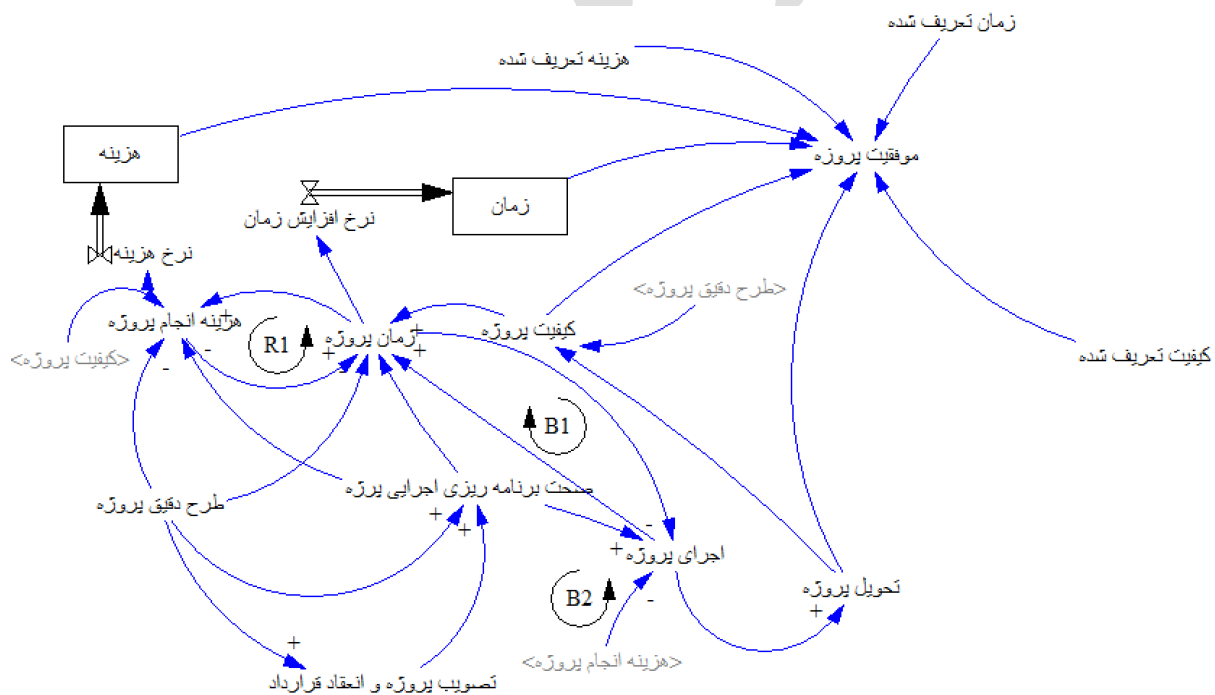 زمان تعریف شده
هزینه تعریف شده
هزینه
موفقیت پروژه
زمان
نرخ افزایش زمان
نرخ هزینه
<طرح دقیق پروژه>
هزینه انجام پروژه
+
R1
زمان پروژه
+
کیفیت پروژه
کیفیت تعریف شده
<کیفیت پروژه>
-
-
+
-
+
B1
صحت برنامه ریزی اجرایی پرژه
طرح دقیق پروژه
+
+
-
+
اجرای پروژه
B2
-
تحویل پروژه
+
+
<هزینه انجام پروژه>
تصویب پروژه و انعقاد قرارداد